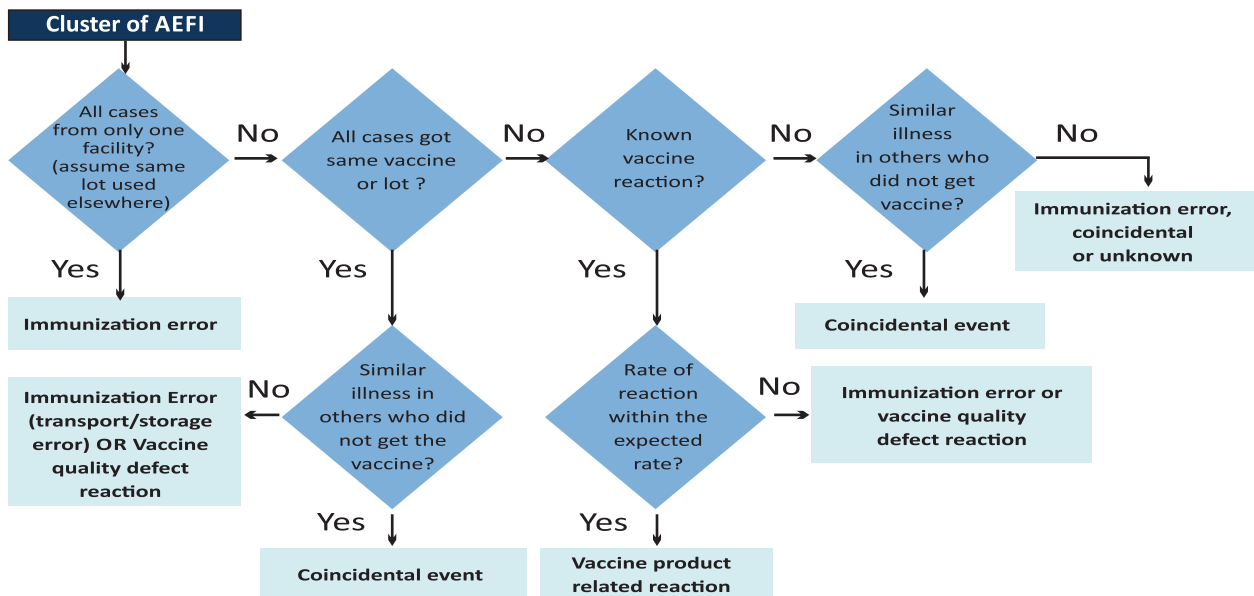 Cluster of AEFI
All cases
from only one
facility?
(assume same
lot used
elsewhere)
No
All cases got
same vaccine
or lot ?
No
Known
vaccine
reaction?
No
Similar
illness
in others who
did not get
vaccine?
No
Immunization error,
coincidental
or unknown
Yes
Immunization error
Yes
Yes
Yes
Coincidental event
Similar
illness in
others who did
not get the
vaccine?
No
Immunization Error
(transport/storage
error) OR Vaccine
quality defect
reaction
Yes
Coincidental event
Rate of
reaction
within the
expected
rate?
No
Immunization error or
vaccine quality
defect reaction
Yes
Vaccine product
related reaction